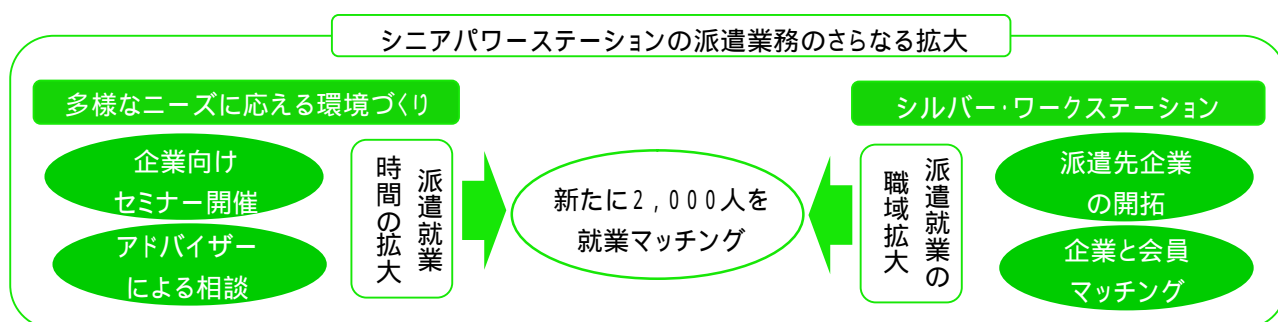 シニアパワーステーションの派遣業務のさらなる拡大
多様なニーズに応える環境づくり
企業向け
セミナー開催
アドバイザー
による相談
派遣就業
時間の拡大
新たに2,000人を
就業マッチング
シルバー・ワークステーション
派遣就業の
職域拡大
派遣先企業
の開拓
企業と会員
マッチング